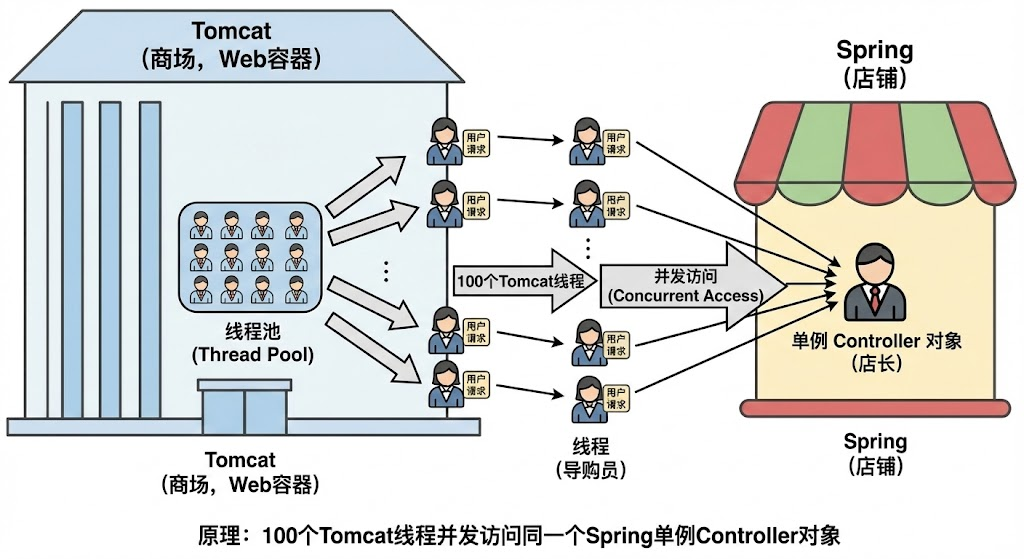 Tomcat
（商场，Web容器）
Spring
（店铺）
用户
请求
用户
请求
用户
请求
用户
请求
100个Tomcat线程
并发访问
(Concurrent Access)
线程池
(Thread Pool)
单例 Controller 对象
（店长）
用户
请求
用户
请求
用户
请求
用户
请求
Tomcat
（商场，Web容器）
线程
（导购员）
Spring
（店铺）
原理：100个Tomcat线程并发访问同一个Spring单例Controller对象